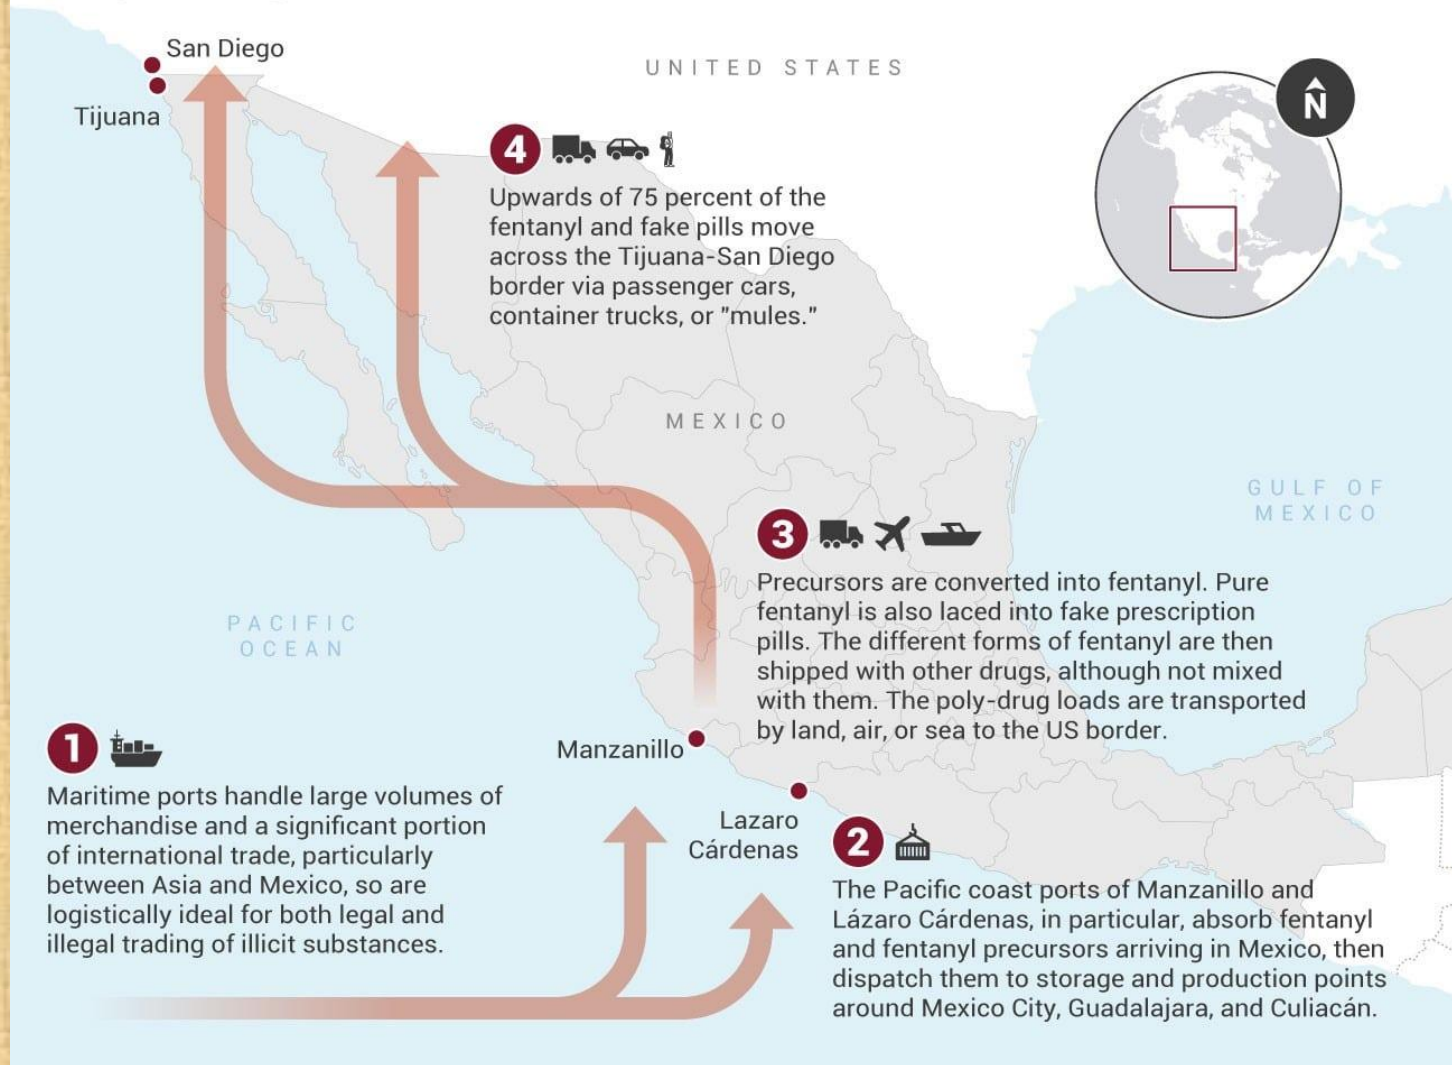 San Diego
Tijuana
UNITED STATES
N
4
Upwards of 75 percent of the
fentanyl and fake pills move
across the Tijuana-San Diego
border via passenger cars,
container trucks, or "mules."
MEXICO
GULF OF
MEXICO
3
Precursors are converted into fentanyl. Pure
fentanyl is also laced into fake prescription
pills. The different forms of fentanyl are then
shipped with other drugs, although not mixed
with them. The poly-drug loads are transported
by land, air, or sea to the US border.
PACIFIC
OCEAN
1
Maritime ports handle large volumes of
merchandise and a significant portion
of international trade, particularly
between Asia and Mexico, so are
logistically ideal for both legal and
illegal trading of illicit substances.
Manzanillo
Lazaro
Cárdenas
2
The Pacific coast ports of Manzanillo and
Lázaro Cárdenas, in particular, absorb fentanyl
and fentanyl precursors arriving in Mexico, then
dispatch them to storage and production points
around Mexico City, Guadalajara, and Culiacán.